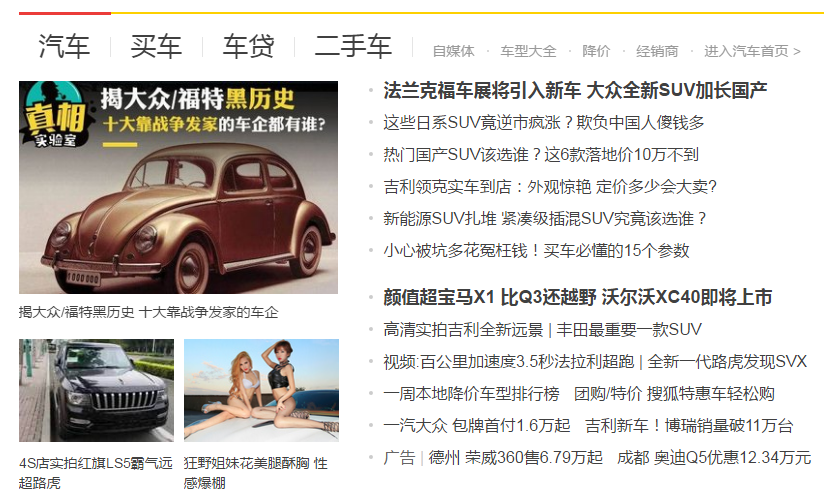 汽车 买车 车贷 二手车 自媒体 · 车型大全 · 降价 · 经销商 · 进入汽车首页 >
真相
实验室
揭大众/福特黑历史
十大靠战争发家的车企都有谁?
1000000
揭大众/福特黑历史 十大靠战争发家的车企
4S店实拍红旗LS5霸气远
超路虎
狂野姐妹花美腿酥胸 性
感爆棚
法兰克福车展将引入新车 大众全新SUV加长国产
这些日系SUV竟逆市疯涨？欺负中国人傻钱多
热门国产SUV该选谁？这6款落地价10万不到
吉利领克实车到店：外观惊艳 定价多少会大卖?
新能源SUV扎堆 紧凑级插混SUV究竟该选谁？
小心被坑多花冤枉钱！买车必懂的15个参数
颜值超宝马X1 比Q3还越野 沃尔沃XC40即将上市
高清实拍吉利全新远景 | 丰田最重要一款SUV
视频:百公里加速度3.5秒法拉利超跑 | 全新一代路虎发现SVX
一周本地降价车型排行榜 团购/特价 搜狐特惠车轻松购
一汽大众 包牌首付1.6万起 吉利新车！博瑞销量破11万台
广告 | 德州 荣威360售6.79万起 成都 奥迪Q5优惠12.34万元